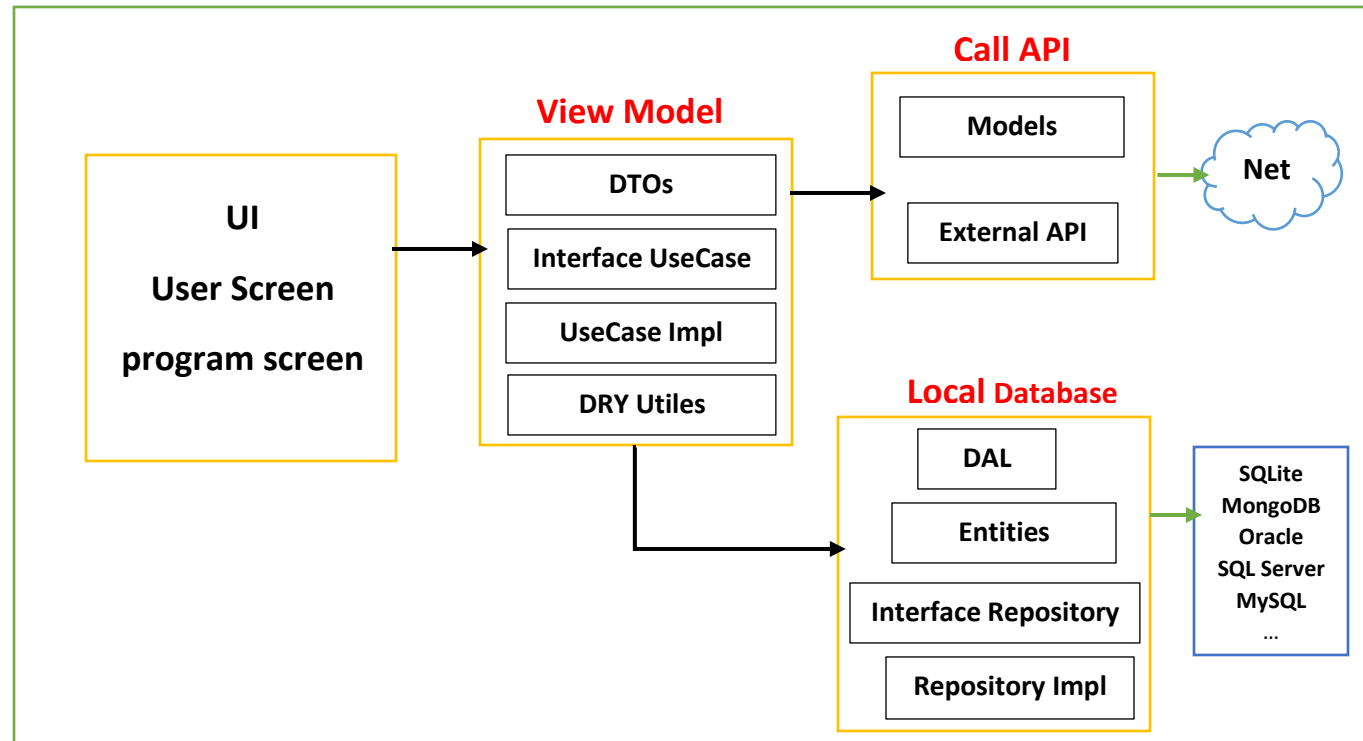 UI
User Screen
program screen
View Model
DTOs
Interface UseCase
UseCase Impl
DRY Utiles
Call API
Models
External API
Net
Local Database
DAL
Entities
Interface Repository
Repository Impl
SQLite
MongoDB
Oracle
SQL Server
MySQL
...